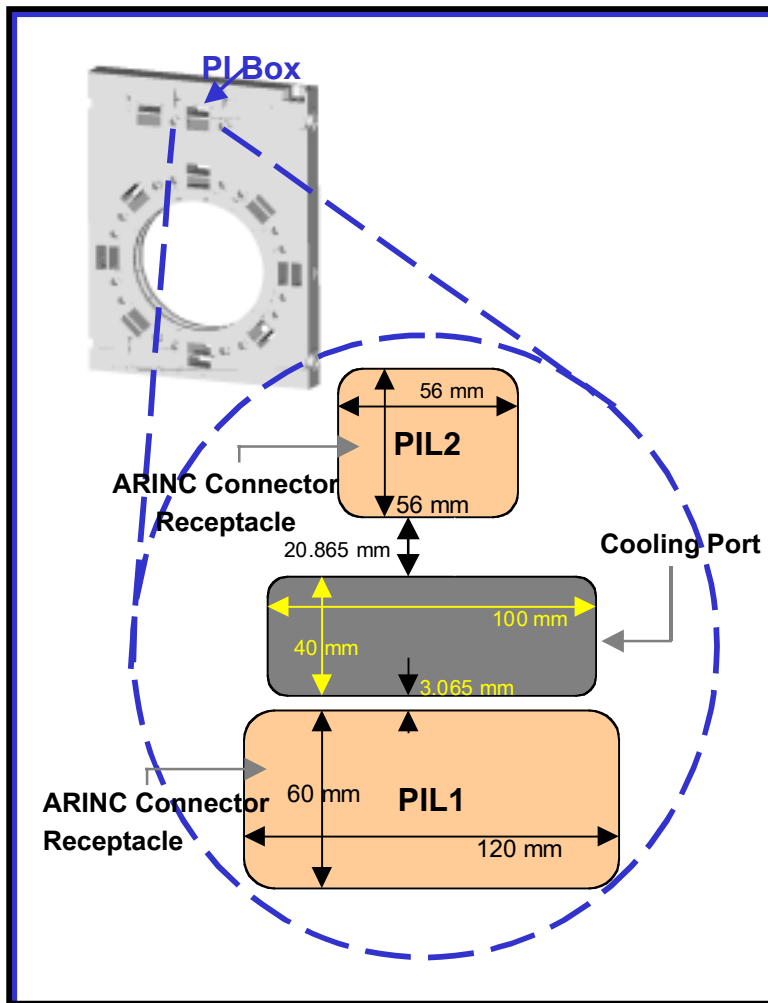 PI Box
56 mm
PIL2
ARINC Connector
Receptacle
56 mm
20.865 mm
Cooling Port
100 mm
40 mm
3.065 mm
60 mm
PIL1
ARINC Connector
Receptacle
120 mm